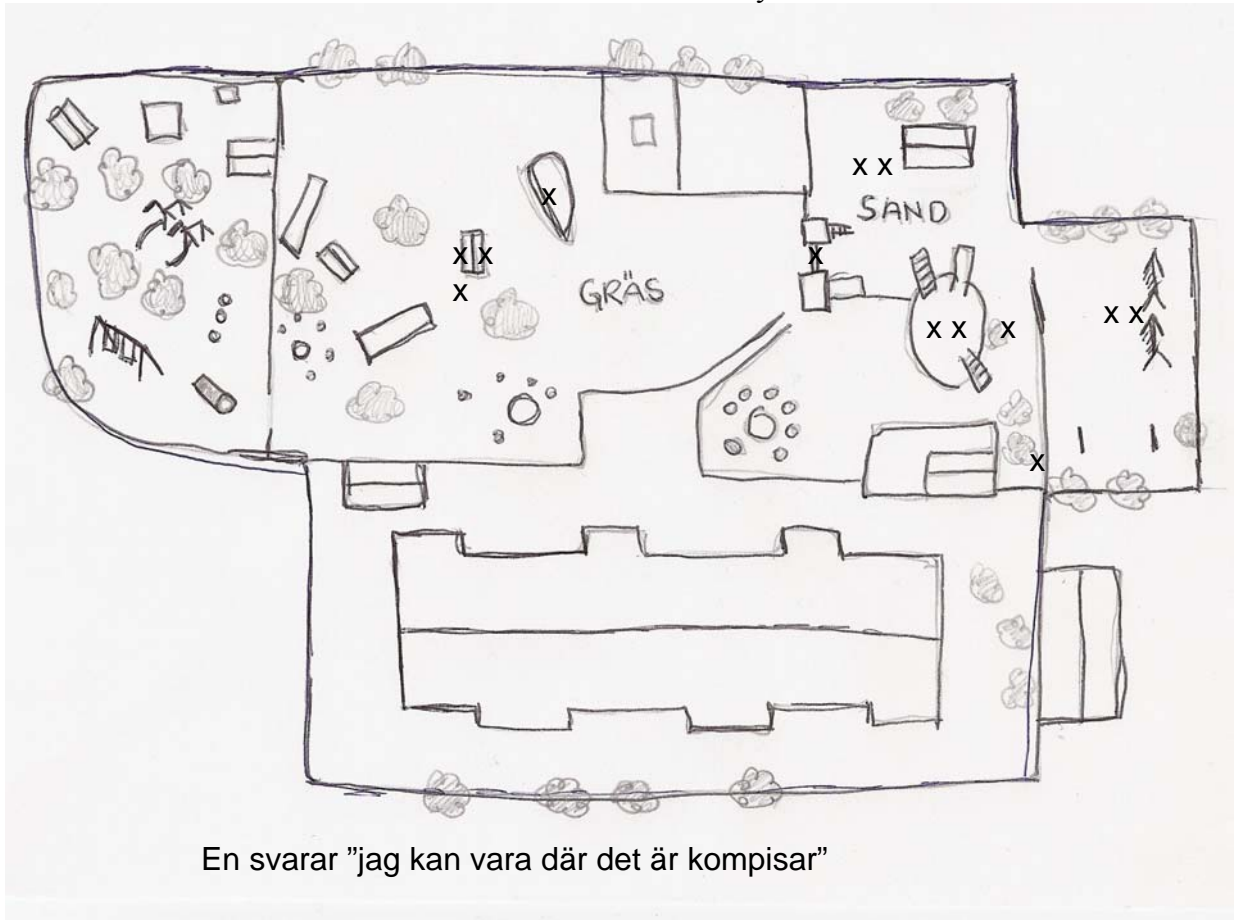 x x
SAND
x
x x
x
x
GRÄS
x x
x x
x
x
En svarar ”jag kan vara där det är kompisar”